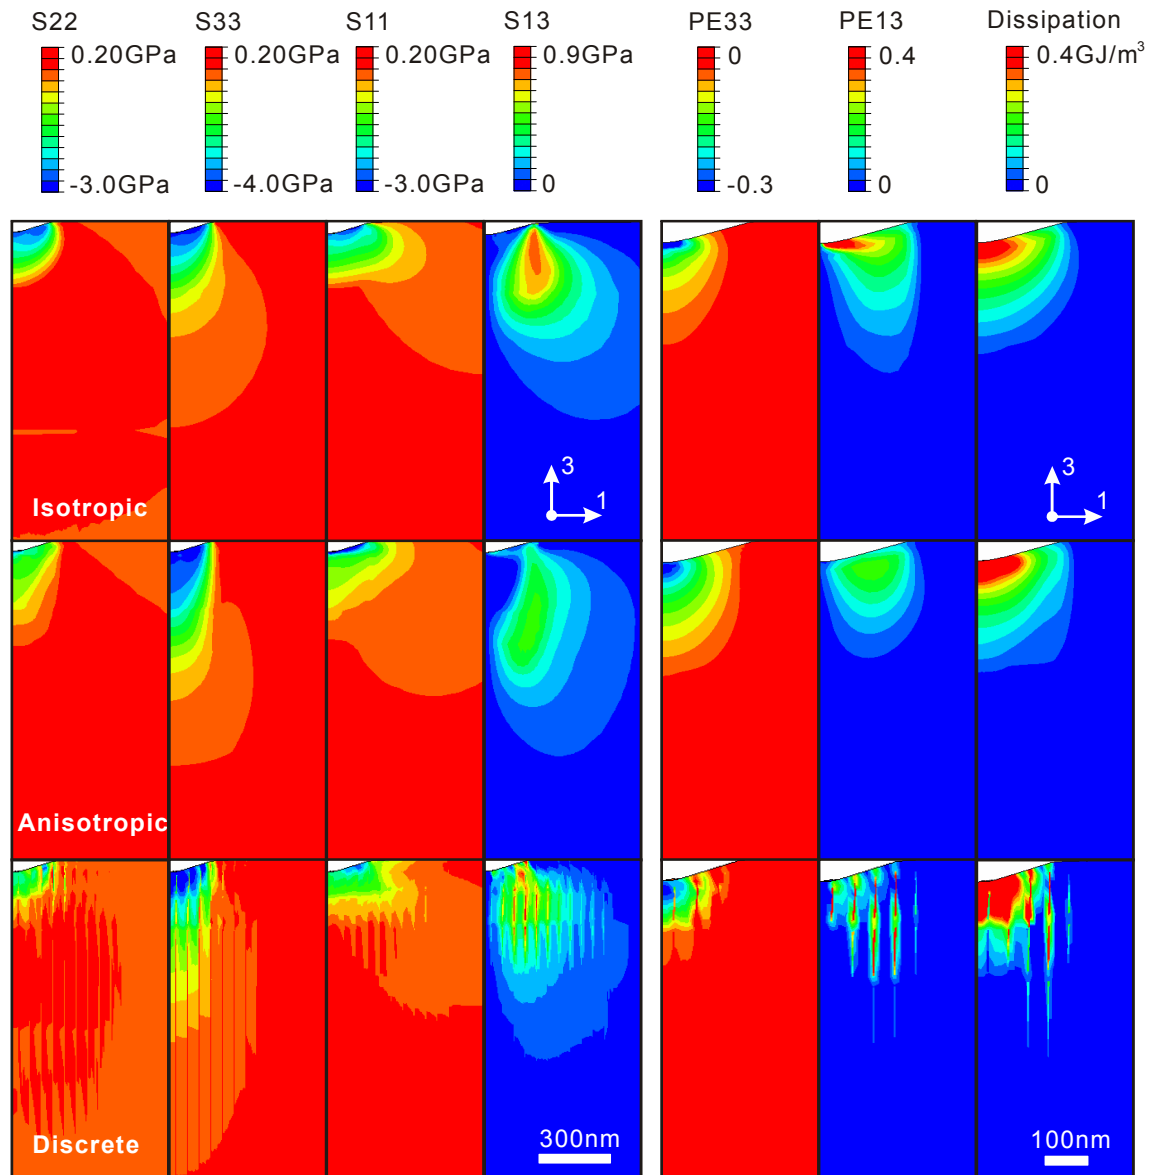 S22 S33 S11 S13 PE33 PE13 Dissipation
0.20GPa 0.20GPa 0.20GPa 0.9GPa 0 0.4 0.4GJ/m³
-3.0GPa -4.0GPa -3.0GPa 0 -0.3 0 0
3 3
1 1
Isotropic
Anisotropic
Discrete 300nm 100nm